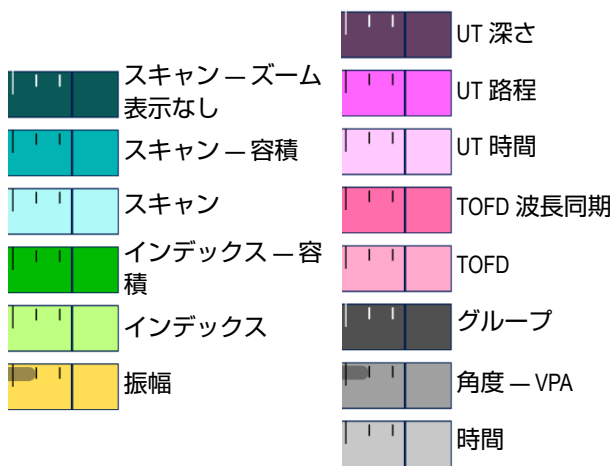 スキャン — ズーム
表示なし
スキャン — 容積
スキャン
インデックス — 容
積
インデックス
振幅
UT 深さ
UT 路程
UT 時間
TOFD 波長同期
TOFD
グループ
角度 — VPA
時間